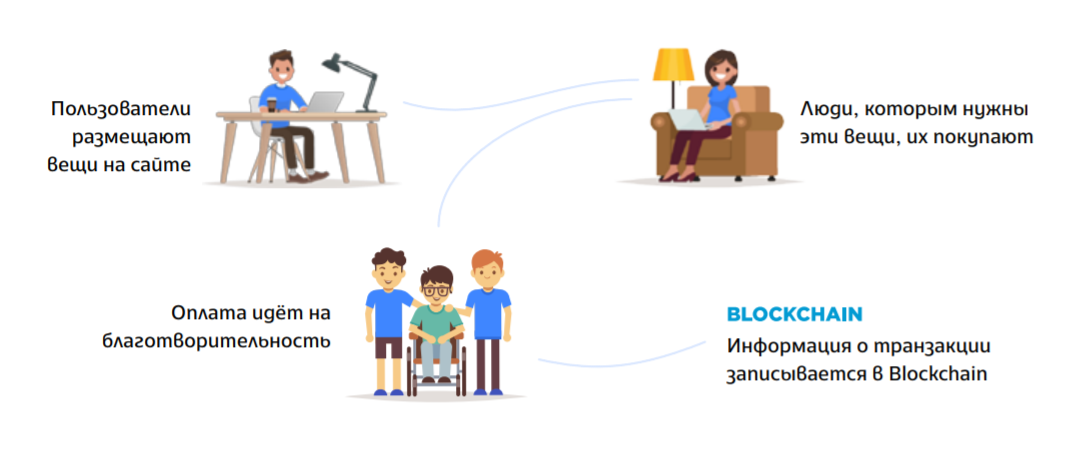 Пользователи
размещают
вещи на сайте
Люди, которым нужны
эти вещи, их покупают
Оплата идёт на
благотворительность
BLOCKCHAIN
Информация о транзакции
записывается в Blockchain